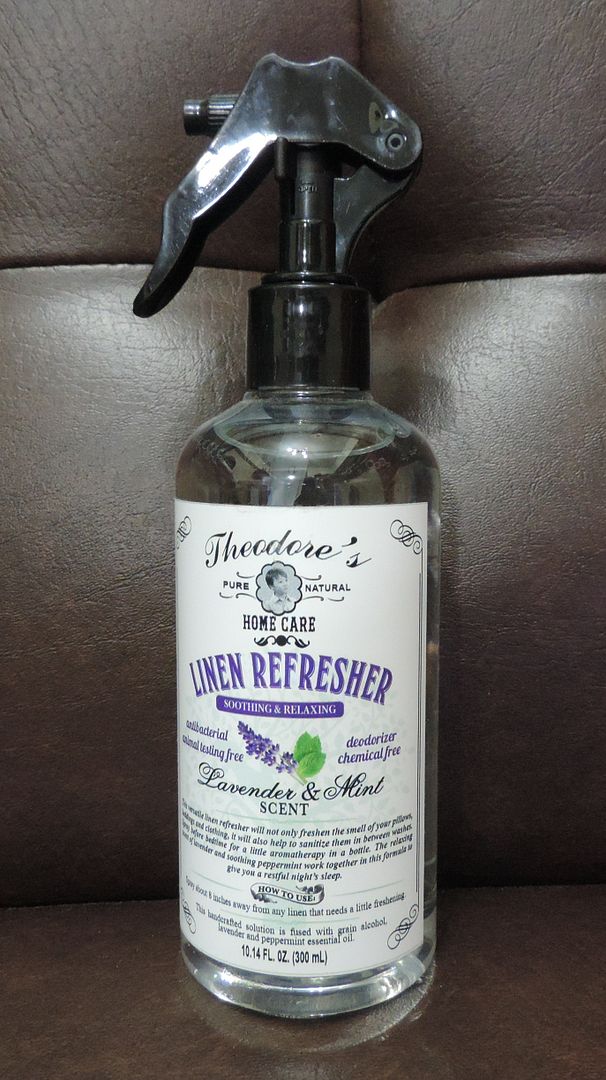 Theodore's
PURE NATURAL
HOME CARE
LINEN REFRESHER
SOOTHING & RELAXING
antibacterial
animal testing free
deodorizer
chemical free
Lavender & Mint
SCENT
versatile linen refresher will not only freshen the smell of your pillows,
and clothing, it will also help to sanitize them in between washes.
before bedtime for a little aromatherapy in a bottle. The relaxing
of lavender and soothing peppermint work together in this formula to
give you a restful night's sleep.
HOW TO USE:
Spray about 8 inches away from any linen that needs a little freshening.
This handcrafted solution is fused with grain alcohol,
lavender and peppermint essential oil.
10.14 FL. OZ. (300 mL)